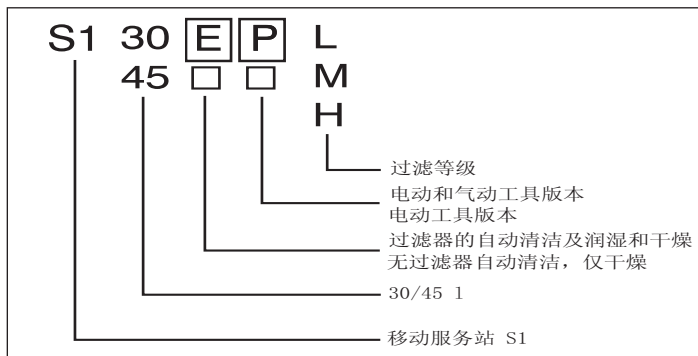 S1 30 E P L
45 □ □ M
H
过滤等级
电动和气动工具版本
电动工具版本
过滤器的自动清洁及润湿和干燥
无过滤器自动清洁，仅干燥
30/45 l
移动服务站 S1